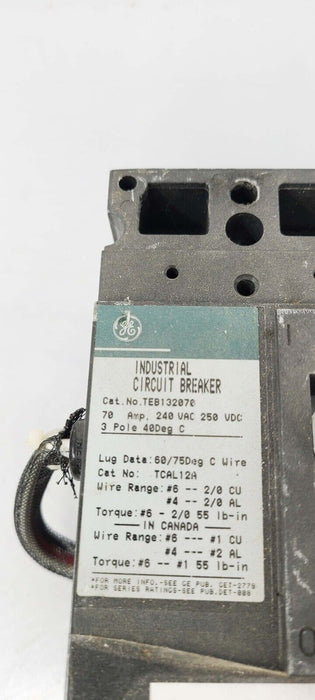 GE
INDUSTRIAL
CIRCUIT BREAKER
Cat.No.TEB132070
70 Amp, 240 VAC 250 VDC
3 Pole 40Deg C
Lug Data: 60/75Deg C Wire
Cat No: TCAL12A
Wire Range: #6 -- 2/0 CU
#4 -- 2/0 AL
Torque: #6 - 2/0 55 lb-in
IN CANADA
Wire Range: #6 --- #1 CU
#4 --- #2 AL
Torque: #6 -- #1 55 lb-in
*FOR MORE INFO.-SEE GE PUB. GET-2779
*FOR SERIES RATINGS-SEE PUB.DET-008